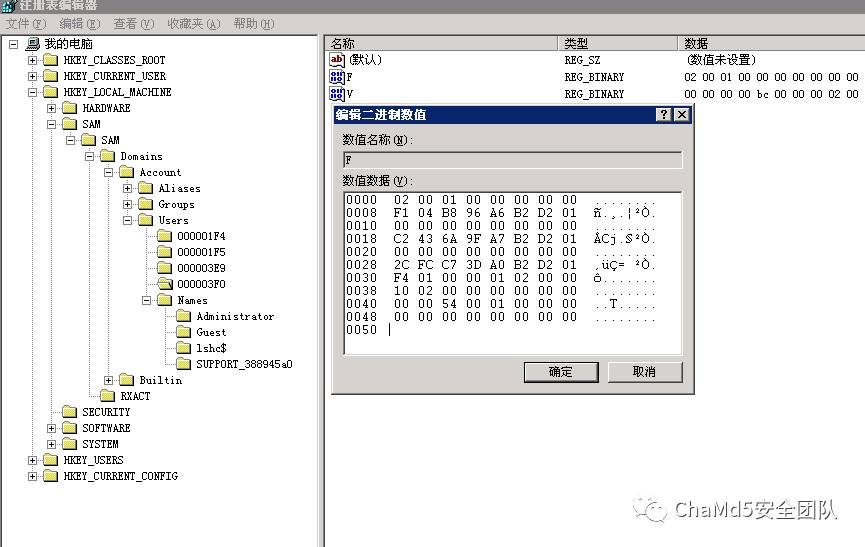 注册表编辑器
文件(F) 编辑(E) 查看(V) 收藏夹(A) 帮助(H)
我的电脑
HKEY_CLASSES_ROOT
HKEY_CURRENT_USER
HKEY_LOCAL_MACHINE
HARDWARE
SAM
SAM
Domains
Account
Aliases
Groups
Users
000001F4
000001F5
000003E9
000003F0
Names
Administrator
Guest
lshc$
SUPPORT_388945a0
Builtin
RXACT
SECURITY
SOFTWARE
SYSTEM
HKEY_USERS
HKEY_CURRENT_CONFIG
名称 类型 数据
(默认) REG_SZ (数值未设置)
F REG_BINARY 02 00 01 00 00 00 00 00 00 00
V REG_BINARY 00 00 00 00 bc 00 00 00 02 00
编辑二进制数值
数值名称(N):
F
数值数据(V):
0000 02 00 01 00 00 00 00 00 ........
0008 F1 04 B8 96 A6 B2 D2 01 ñ.¸.¦²Ò.
0010 00 00 00 00 00 00 00 00 ........
0018 C2 43 6A 9F A7 B2 D2 01 ÂCj.§²Ò.
0020 00 00 00 00 00 00 00 00 ........
0028 2C FC C7 3D A0 B2 D2 01 ,üÇ= ²Ò.
0030 F4 01 00 00 01 02 00 00 ô.......
0038 10 02 00 00 00 00 00 00 ........
0040 00 00 54 00 01 00 00 00 ..T.....
0048 00 00 00 00 00 00 00 00 ........
0050
确定 取消
ChaMd5安全团队